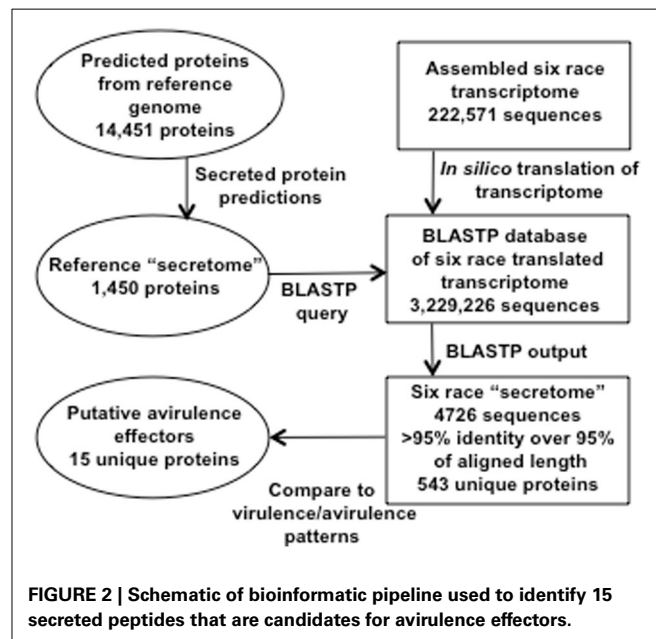 Predicted proteins
from reference
genome
14,451 proteins
Assembled six race
transcriptome
222,571 sequences
Secreted protein
predictions
In silico translation of
transcriptome
Reference “secretome”
1,450 proteins
BLASTP
query
BLASTP database
of six race translated
transcriptome
3,229,226 sequences
BLASTP output
Putative avirulence
effectors
15 unique proteins
Six race “secretome”
4726 sequences
>95% identity over 95%
of aligned length
543 unique proteins
Compare to
virulence/avirulence
patterns
FIGURE 2 | Schematic of bioinformatic pipeline used to identify 15
secreted peptides that are candidates for avirulence effectors.